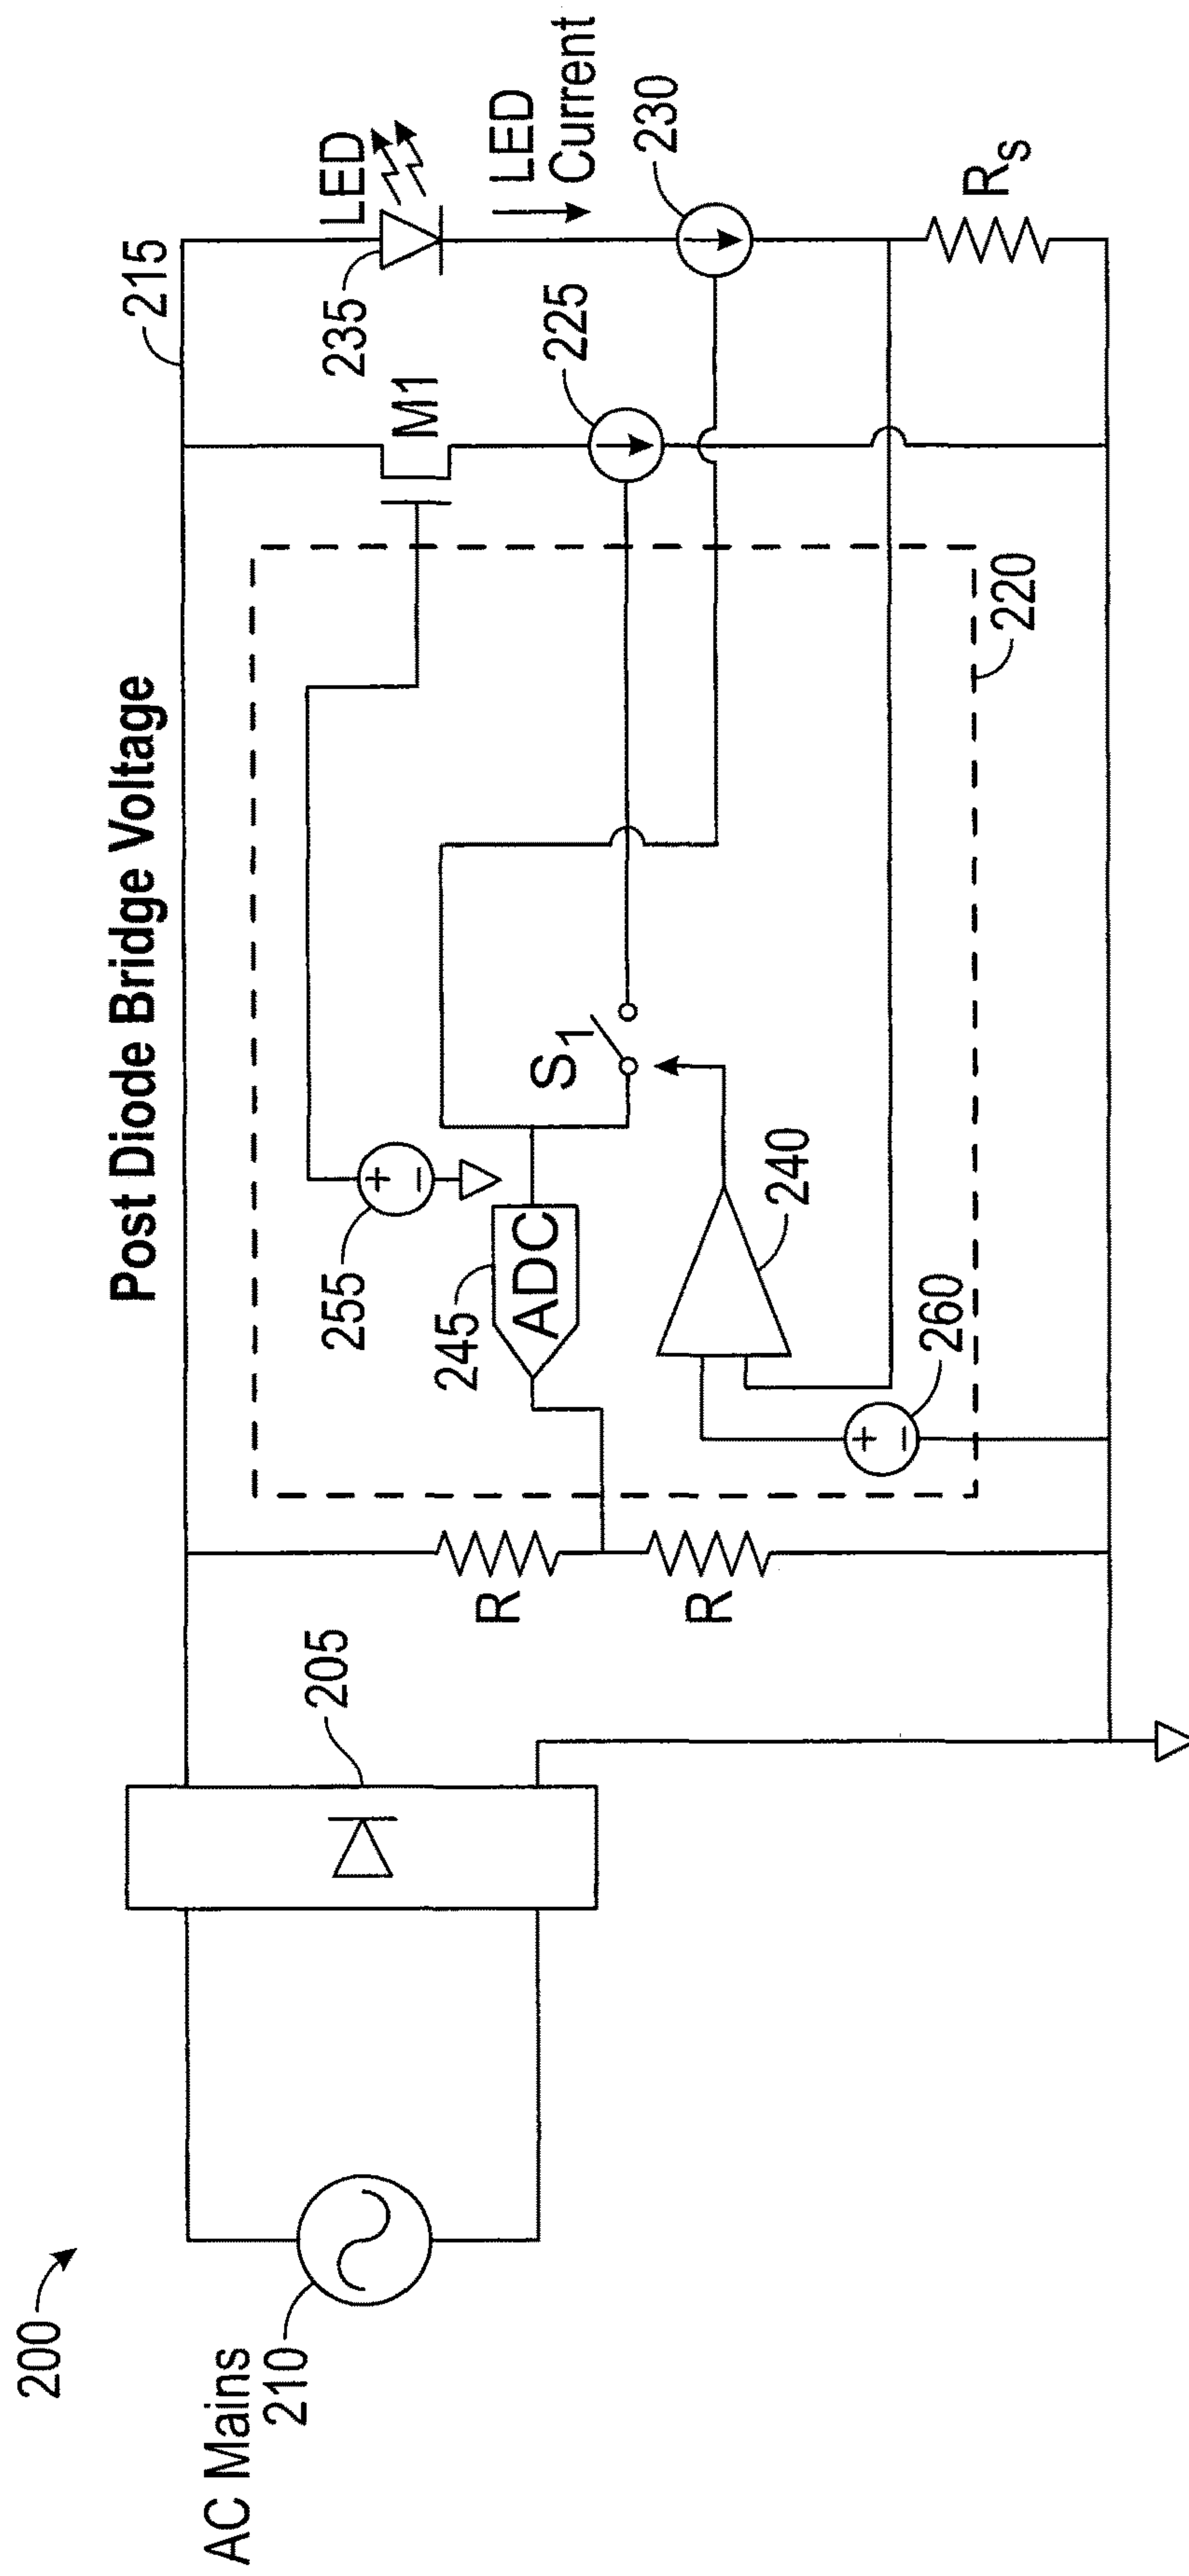 200
AC Mains
210
205
Post Diode Bridge Voltage
215
R
R
255
+
−
245
ADC
S1
240
260
+
−
220
M1
225
LED
235
LED
Current
230
Rs